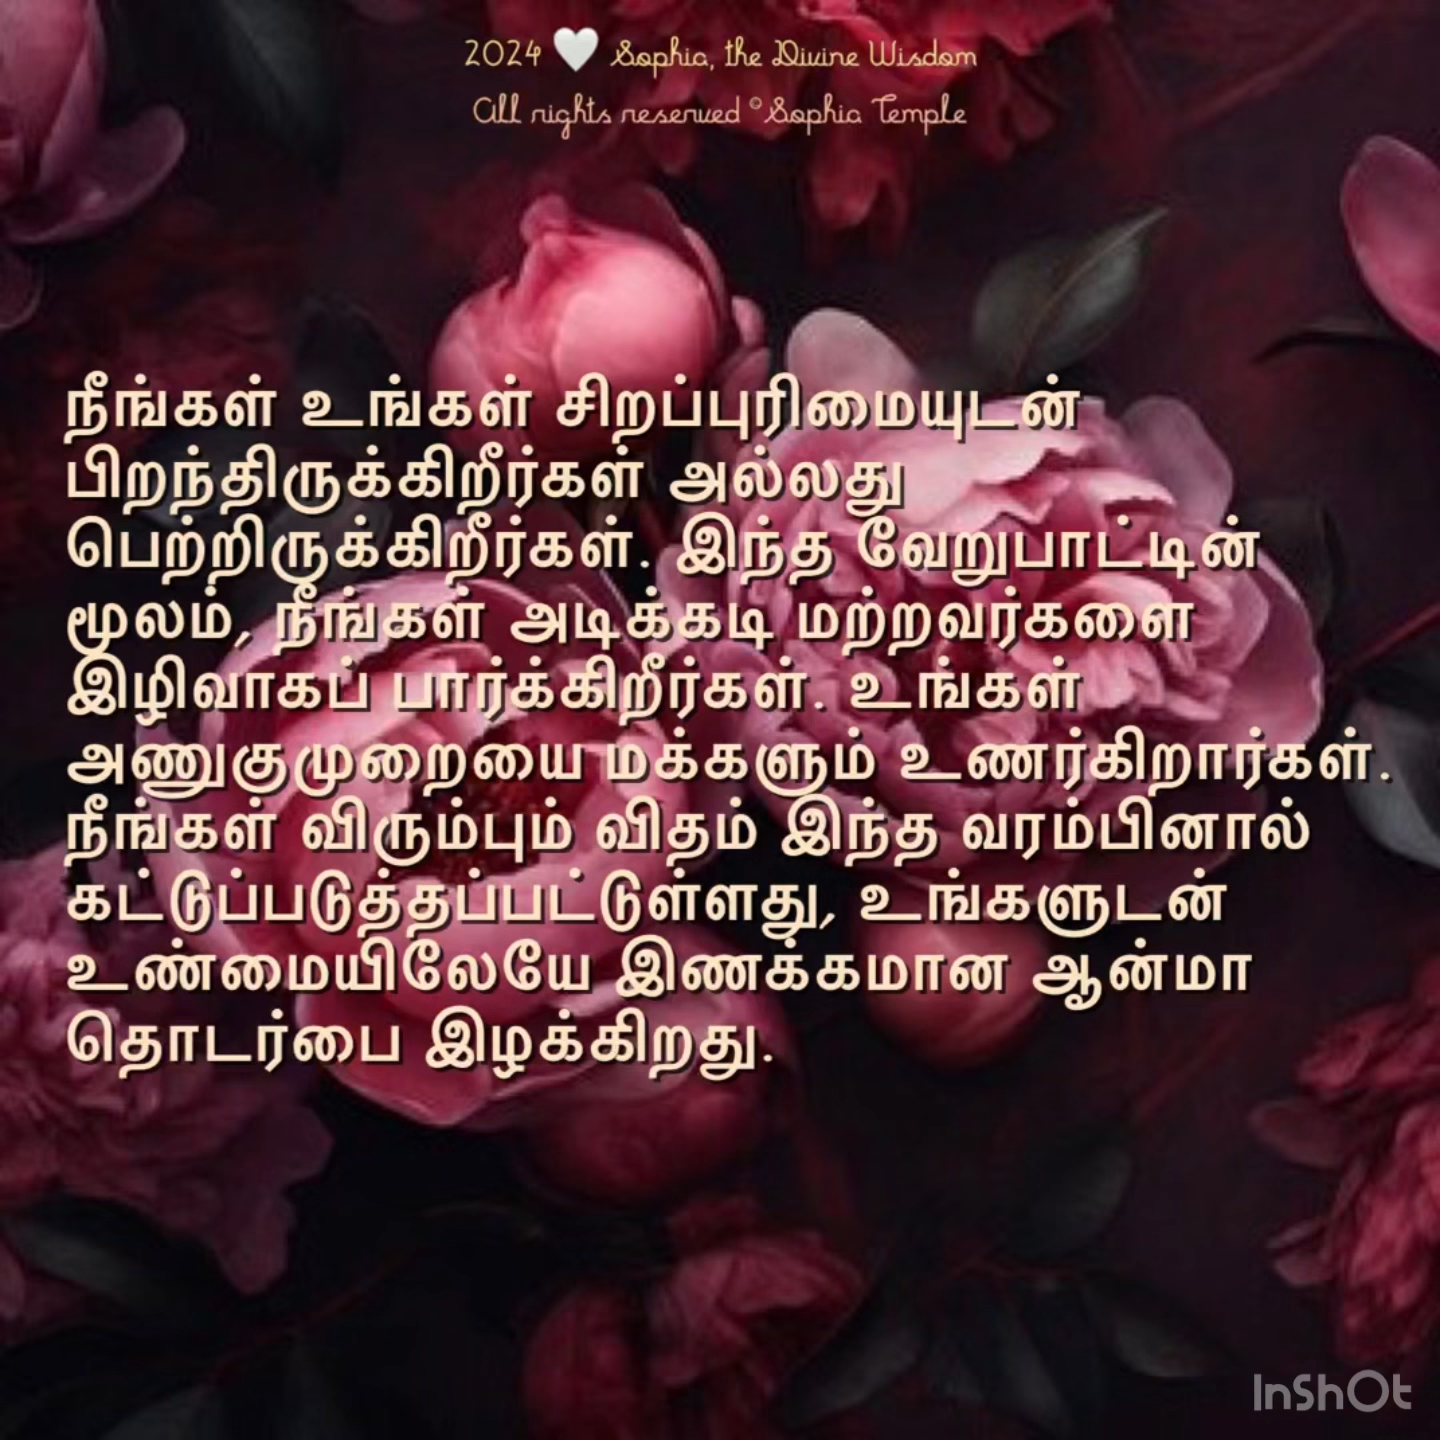 2024 🤍 Sophia, the Divine Wisdom
All rights reserved © Sophia Temple
நீங்கள் உங்கள் சிறப்புரிமையுடன்
பிறந்திருக்கிறீர்கள் அல்லது
பெற்றிருக்கிறீர்கள். இந்த வேறுபாட்டின்
மூலம், நீங்கள் அடிக்கடி மற்றவர்களை
இழிவாகப் பார்க்கிறீர்கள். உங்கள்
அணுகுமுறையை மக்களும் உணர்கிறார்கள்.
நீங்கள் விரும்பும் விதம் இந்த வரம்பினால்
கட்டுப்படுத்தப்பட்டுள்ளது, உங்களுடன்
உண்மையிலேயே இணக்கமான ஆன்மா
தொடர்பை இழக்கிறது.
InShOt